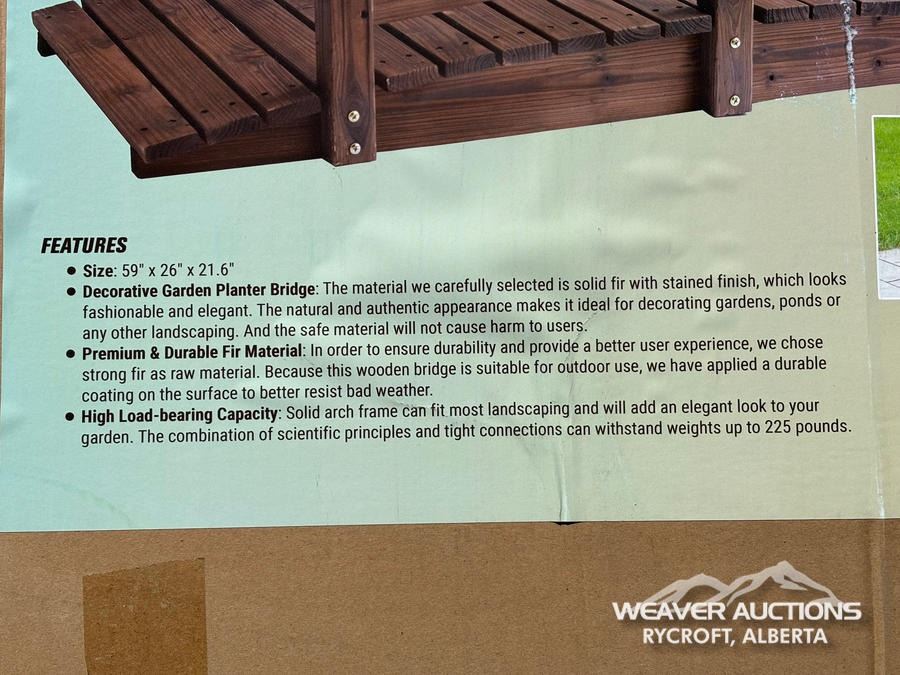 FEATURES
● Size: 59" x 26" x 21.6"
● Decorative Garden Planter Bridge: The material we carefully selected is solid fir with stained finish, which looks
fashionable and elegant. The natural and authentic appearance makes it ideal for decorating gardens, ponds or
any other landscaping. And the safe material will not cause harm to users.
● Premium & Durable Fir Material: In order to ensure durability and provide a better user experience, we chose
strong fir as raw material. Because this wooden bridge is suitable for outdoor use, we have applied a durable
coating on the surface to better resist bad weather.
● High Load-bearing Capacity: Solid arch frame can fit most landscaping and will add an elegant look to your
garden. The combination of scientific principles and tight connections can withstand weights up to 225 pounds.
WEAVER AUCTIONS
RYCROFT, ALBERTA